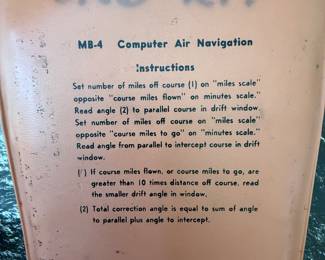 MB-4 Computer Air Navigation
Instructions
Set number of miles off course (1) on "miles scale"
opposite "course miles flown" on minutes scale."
Read angle (2) to parallel course in drift window.
Set number of miles off course on "miles scale"
opposite "course miles to go" on "minutes scale."
Read angle from parallel to intercept course in drift
window.
(1) If course miles flown, or course miles to go, are
greater than 10 times distance off course, read
the smaller drift angle in window.
(2) Total correction angle is equal to sum of angle
to parallel plus angle to intercept.